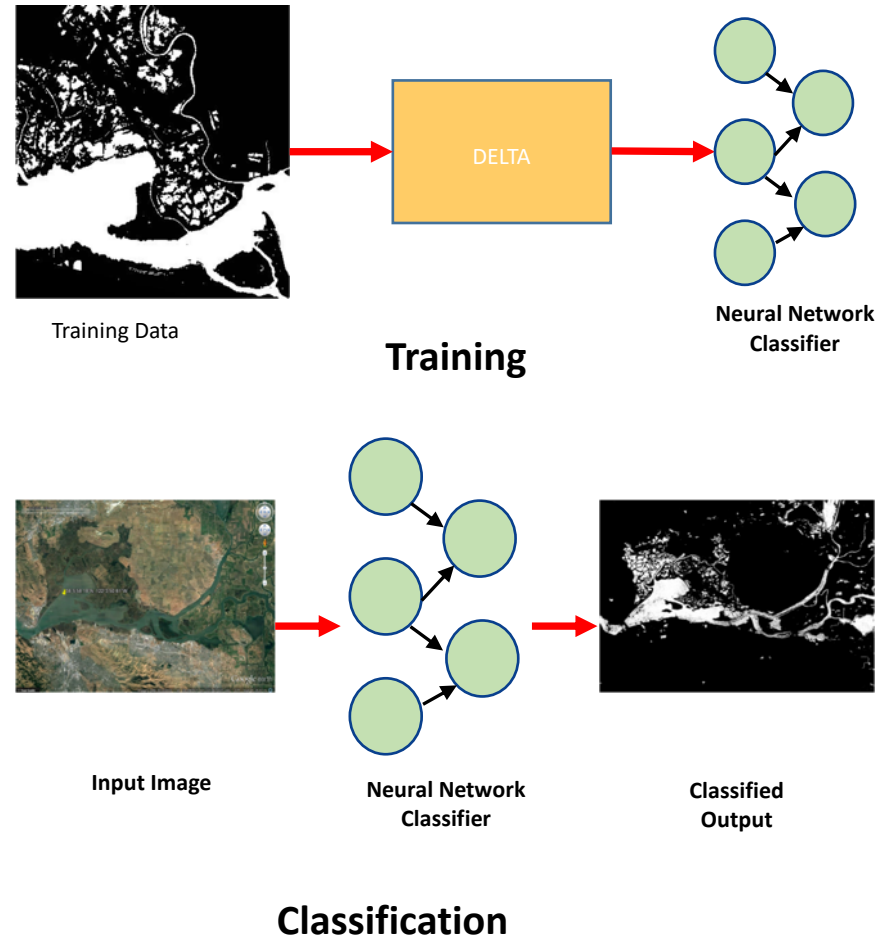 DELTA
Training Data
Neural Network
Classifier
Training
Input Image
Neural Network
Classifier
Classified
Output
Classification